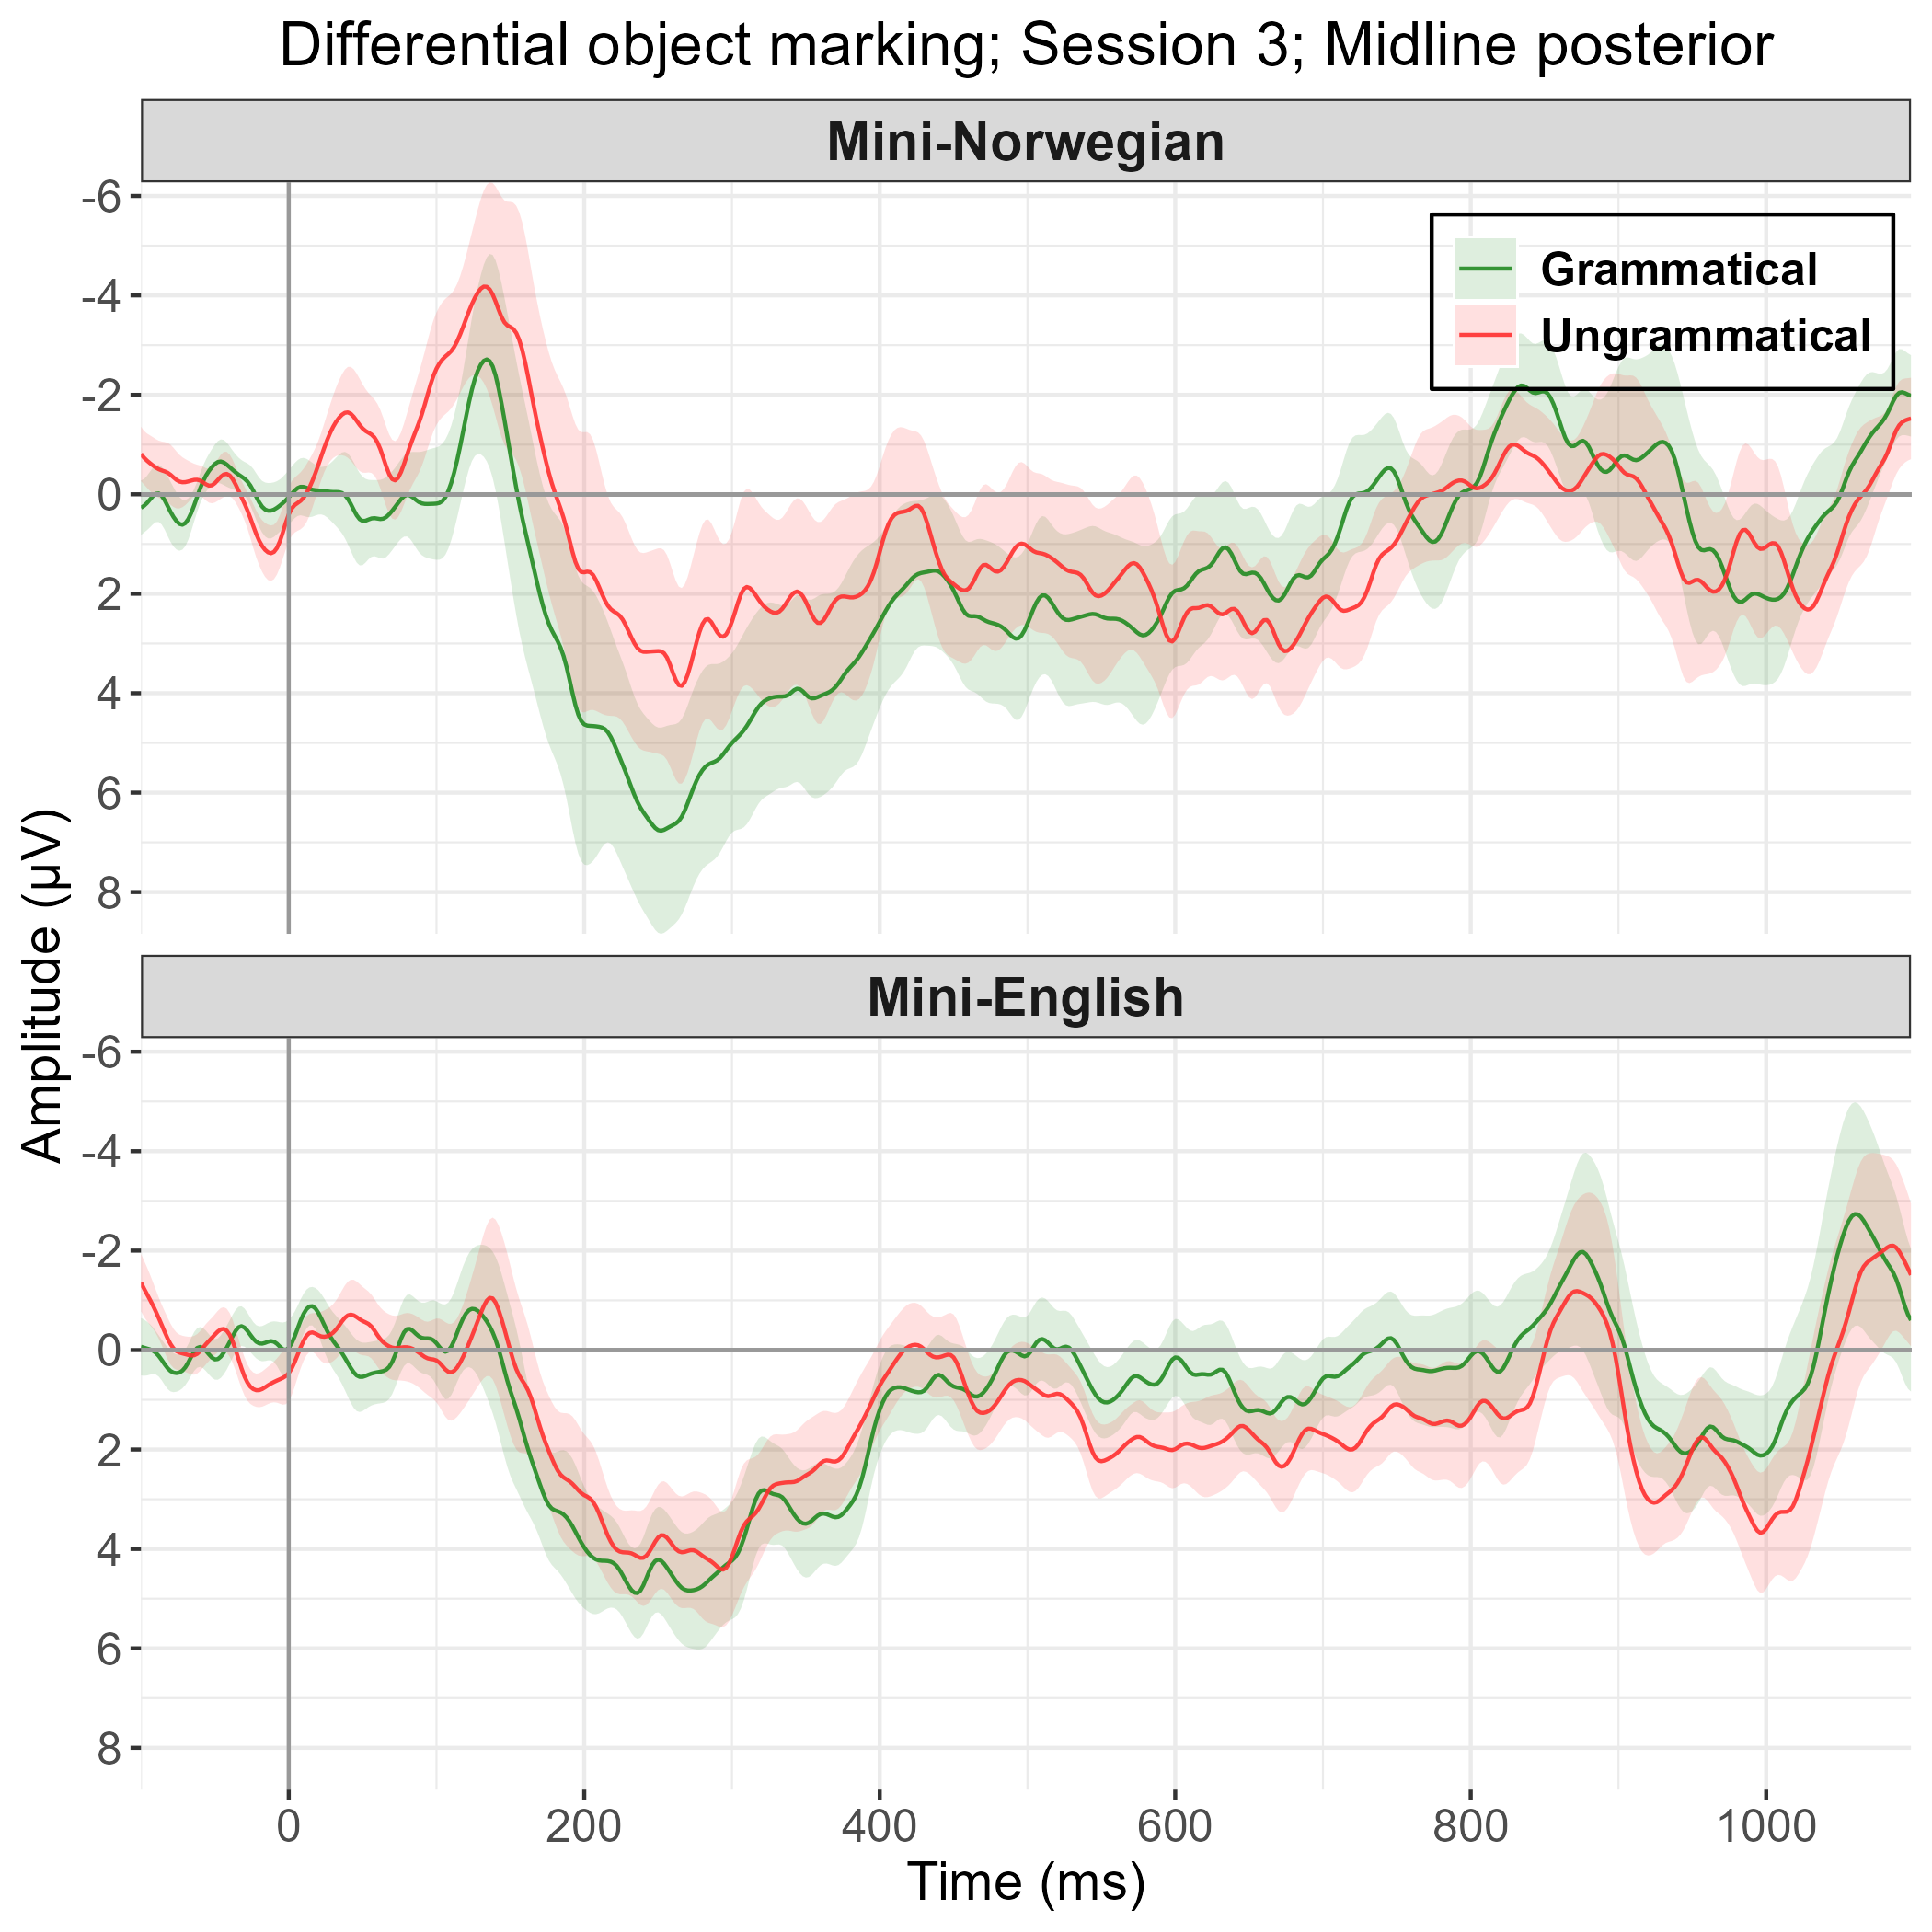 Differential object marking; Session 3; Midline posterior
Mini-Norwegian
-6
-4
-2
0
2
4
6
8
Grammatical
Ungrammatical
Amplitude (µV)
Mini-English
-6
-4
-2
0
2
4
6
8
0 200 400 600 800 1000
Time (ms)